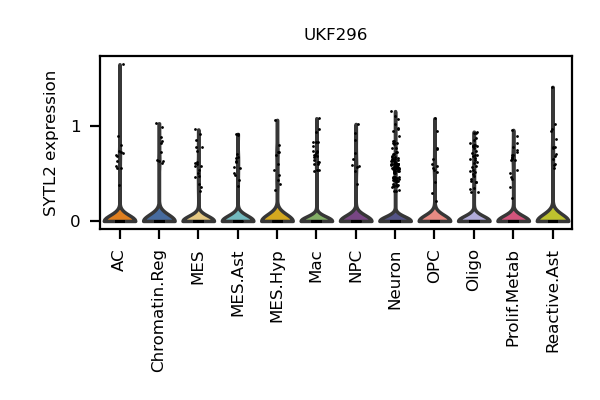 UKF296
SYTL2 expression
1
0
AC
Chromatin.Reg
MES
MES.Ast
MES.Hyp
Mac
NPC
Neuron
OPC
Oligo
Prolif.Metab
Reactive.Ast